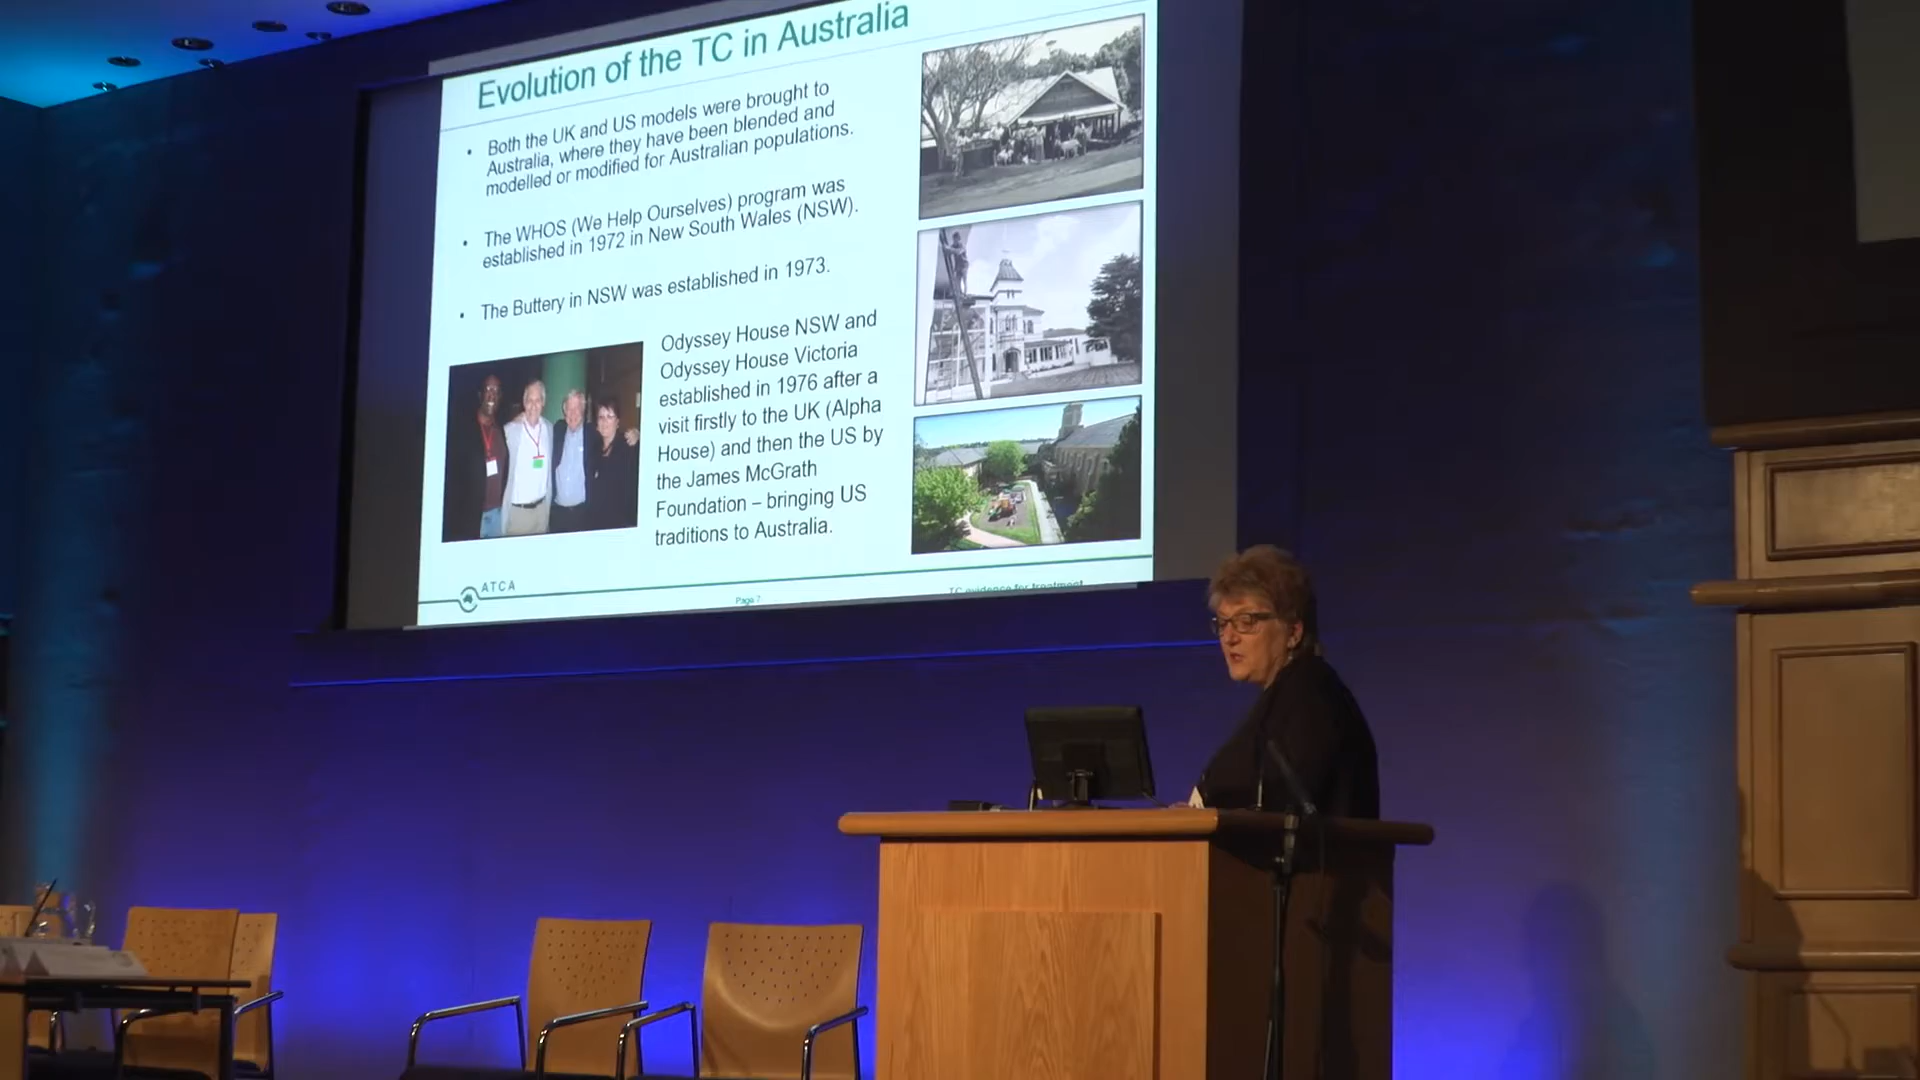 Evolution of the TC in Australia
• Both the UK and US models were brought to
Australia, where they have been blended and
modelled or modified for Australian populations.
• The WHOS (We Help Ourselves) program was
established in 1972 in New South Wales (NSW).
• The Buttery in NSW was established in 1973.
Odyssey House NSW and
Odyssey House Victoria
established in 1976 after a
visit firstly to the UK (Alpha
House) and then the US by
the James McGrath
Foundation – bringing US
traditions to Australia.
ATCA
Page 7
TC evidence for treatment